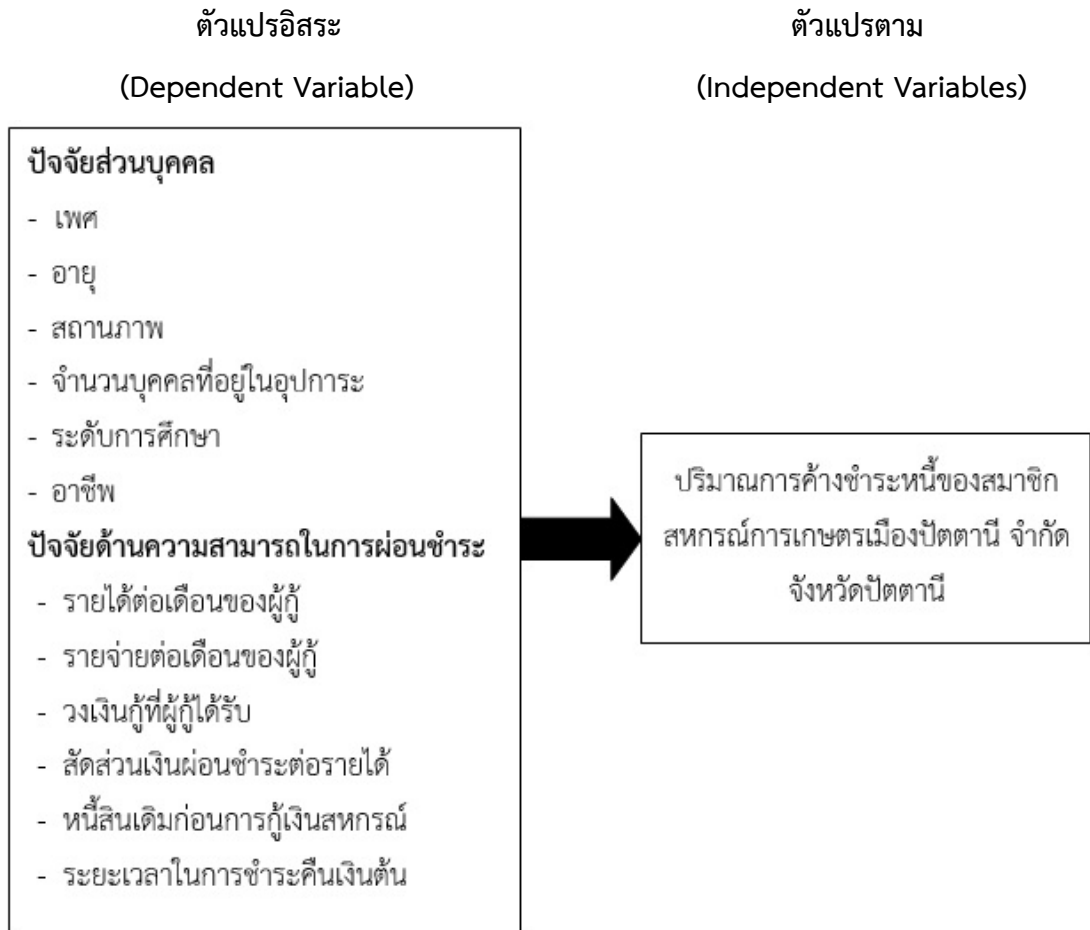 ตัวแปรอิสระ
(Dependent Variable)
ตัวแปรตาม
(Independent Variables)
ปัจจัยส่วนบุคคล
- เพศ
- อายุ
- สถานภาพ
- จำนวนบุคคลที่อยู่ในอุปการะ
- ระดับการศึกษา
- อาชีพ
ปัจจัยด้านความสามารถในการผ่อนชำระ
- รายได้ต่อเดือนของผู้กู้
- รายจ่ายต่อเดือนของผู้กู้
- วงเงินกู้ที่ผู้กู้ได้รับ
- สัดส่วนเงินผ่อนชำระต่อรายได้
- หนี้สินเดิมก่อนการกู้เงินสหกรณ์
- ระยะเวลาในการชำระคืนเงินต้น
ปริมาณการค้างชำระหนี้ของสมาชิก
สหกรณ์การเกษตรเมืองปัตตานี จำกัด
จังหวัดปัตตานี